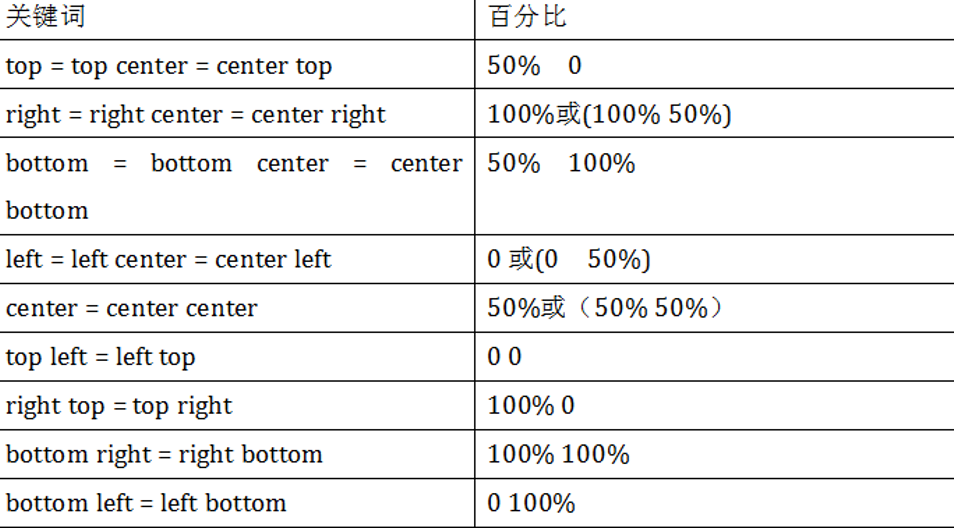 关键词 百分比
top = top center = center top 50% 0
right = right center = center right 100%或(100% 50%)
bottom = bottom center = center 50% 100%
bottom
left = left center = center left 0 或(0 50%)
center = center center 50%或（50% 50%）
top left = left top 0 0
right top = top right 100% 0
bottom right = right bottom 100% 100%
bottom left = left bottom 0 100%